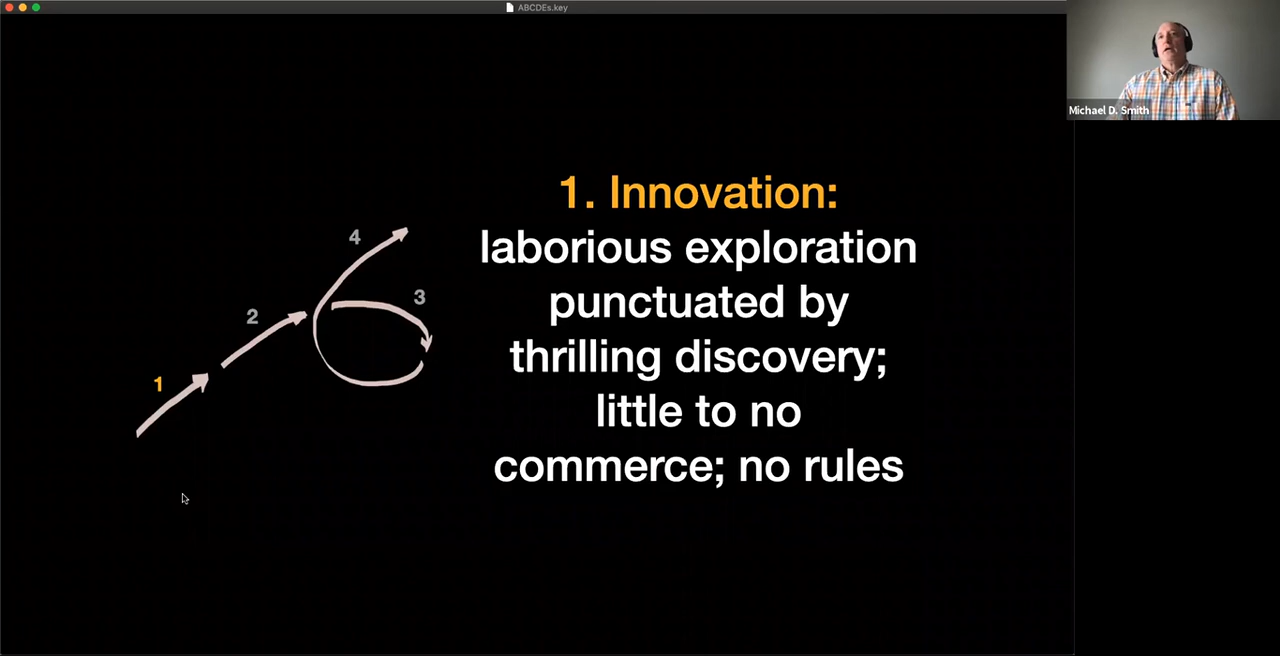 ABCDEs.key
Michael D. Smith
1. Innovation:
laborious exploration
punctuated by
thrilling discovery;
little to no
commerce; no rules
4
3
2
1